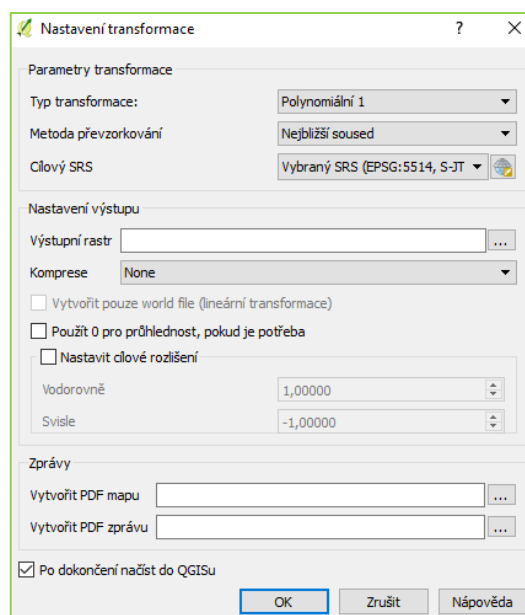 Nastavení transformace
Parametry transformace
Typ transformace: Polynomiální 1
Metoda převzorkování Nejbližší soused
Cílový SRS Vybraný SRS (EPSG:5514, S-JT
Nastavení výstupu
Výstupní rastr ...
Komprese None
Vytvořit pouze world file (lineární transformace)
Použít 0 pro průhlednost, pokud je potřeba
Nastavit cílové rozlišení
Vodorovně 1,00000
Svisle -1,00000
Zprávy
Vytvořit PDF mapu ...
Vytvořit PDF zprávu ...
Po dokončení načíst do QGISu
OK Zrušit Nápověda